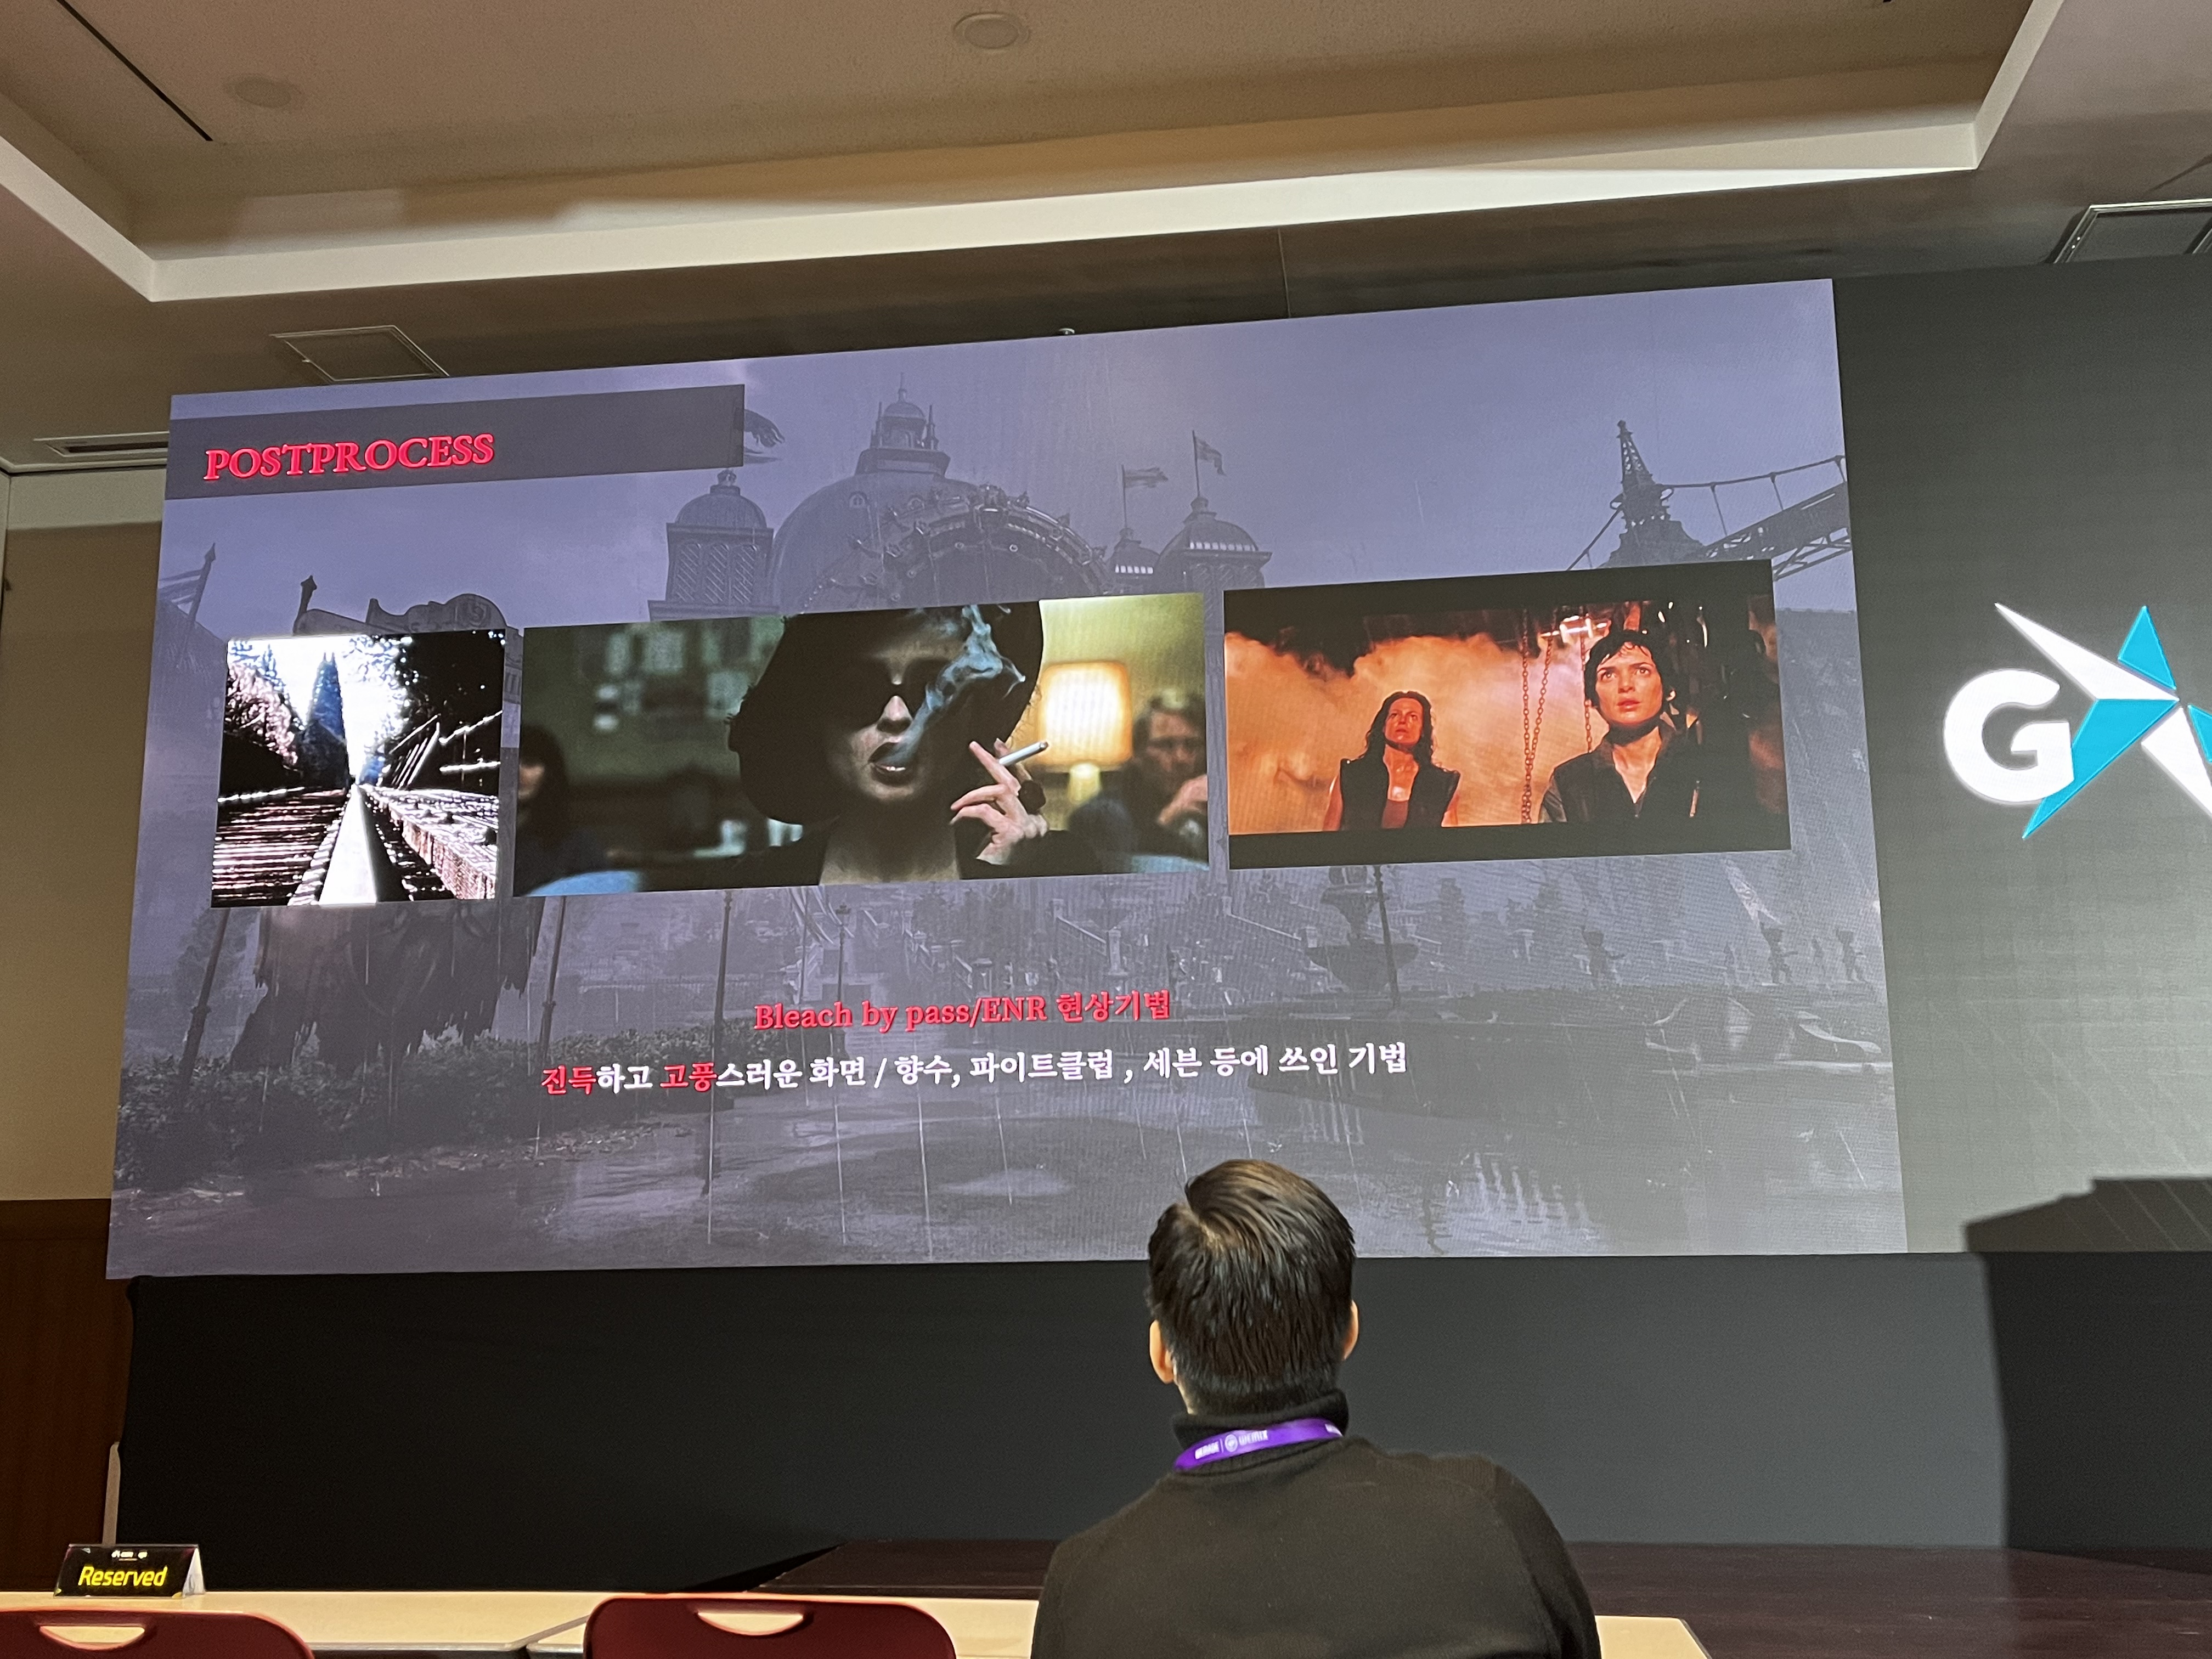 POSTPROCESS
G
Bleach by pass/ENR 현상기법
진득하고 고풍스러운 화면 / 향수, 파이트클럽 , 세븐 등에 쓰인 기법
Reserved